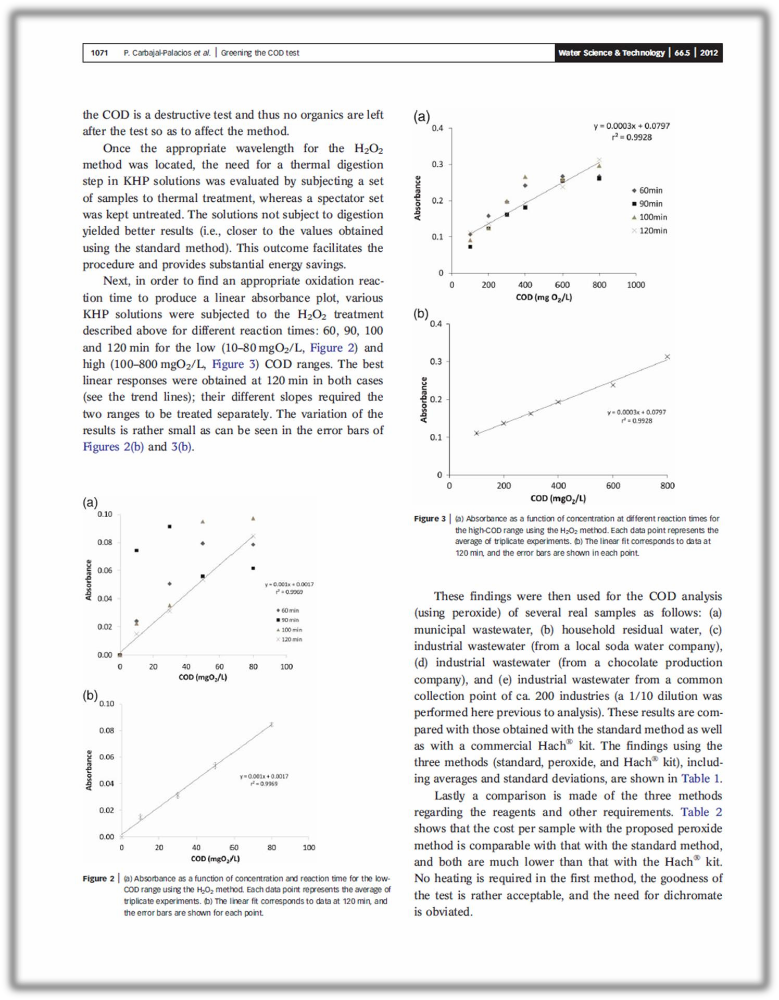 1071 P. Carbajal-Palacios et al. | Greening the COD test
Water Science & Technology | 66.5 | 2012
the COD is a destructive test and thus no organics are left
after the test so as to affect the method.
Once the appropriate wavelength for the H₂O₂
method was located, the need for a thermal digestion
step in KHP solutions was evaluated by subjecting a set
of samples to thermal treatment, whereas a spectator set
was kept untreated. The solutions not subject to digestion
yielded better results (i.e., closer to the values obtained
using the standard method). This outcome facilitates the
procedure and provides substantial energy savings.
Next, in order to find an appropriate oxidation reac-
tion time to produce a linear absorbance plot, various
KHP solutions were subjected to the H₂O₂ treatment
described above for different reaction times: 60, 90, 100
and 120 min for the low (10–80 mgO₂/L, Figure 2) and
high (100–800 mgO₂/L, Figure 3) COD ranges. The best
linear responses were obtained at 120 min in both cases
(see the trend lines); their different slopes required the
two ranges to be treated separately. The variation of the
results is rather small as can be seen in the error bars of
Figures 2(b) and 3(b).
(a)
0.10
0.08
0.06
0.04
0.02
0.00
Absorbance
y = 0.001x + 0.0017
r² = 0.9969
60 min
90 min
100 min
120 min
0 20 40 60 80 100
COD (mgO₂/L)
(b)
0.10
0.08
0.06
0.04
0.02
0.00
Absorbance
y = 0.001x + 0.0017
r² = 0.9969
0 20 40 60 80 100
COD (mgO₂/L)
Figure 2 | (a) Absorbance as a function of concentration and reaction time for the low-
COD range using the H₂O₂ method. Each data point represents the average of
triplicate experiments. (b) The linear fit corresponds to data at 120 min, and
the error bars are shown for each point.
(a)
0.4
0.3
0.2
0.1
0
Absorbance
y = 0.0003x + 0.0797
r² = 0.9928
60min
90min
100min
120min
0 200 400 600 800 1000
COD (mg O₂/L)
(b)
0.4
0.3
0.2
0.1
0
Absorbance
y = 0.0003x + 0.0797
r² = 0.9928
0 200 400 600 800
COD (mgO₂/L)
Figure 3 | (a) Absorbance as a function of concentration at different reaction times for
the high-COD range using the H₂O₂ method. Each data point represents the
average of triplicate experiments. (b) The linear fit corresponds to data at
120 min, and the error bars are shown in each point.
These findings were then used for the COD analysis
(using peroxide) of several real samples as follows: (a)
municipal wastewater, (b) household residual water, (c)
industrial wastewater (from a local soda water company),
(d) industrial wastewater (from a chocolate production
company), and (e) industrial wastewater from a common
collection point of ca. 200 industries (a 1/10 dilution was
performed here previous to analysis). These results are com-
pared with those obtained with the standard method as well
as with a commercial Hach® kit. The findings using the
three methods (standard, peroxide, and Hach® kit), includ-
ing averages and standard deviations, are shown in Table 1.
Lastly a comparison is made of the three methods
regarding the reagents and other requirements. Table 2
shows that the cost per sample with the proposed peroxide
method is comparable with that with the standard method,
and both are much lower than that with the Hach® kit.
No heating is required in the first method, the goodness of
the test is rather acceptable, and the need for dichromate
is obviated.